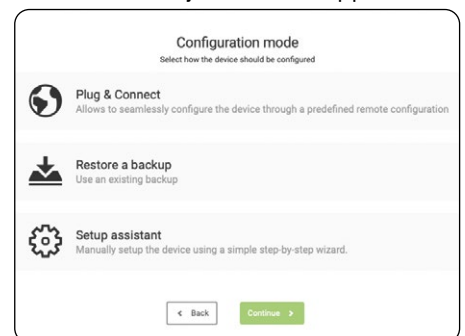 Configuration mode
Select how the device should be configured
Plug & Connect
Allows to seamlessly configure the device through a predefined remote configuration
Restore a backup
Use an existing backup
Setup assistant
Manually setup the device using a simple step-by-step wizard.
< Back
Continue >